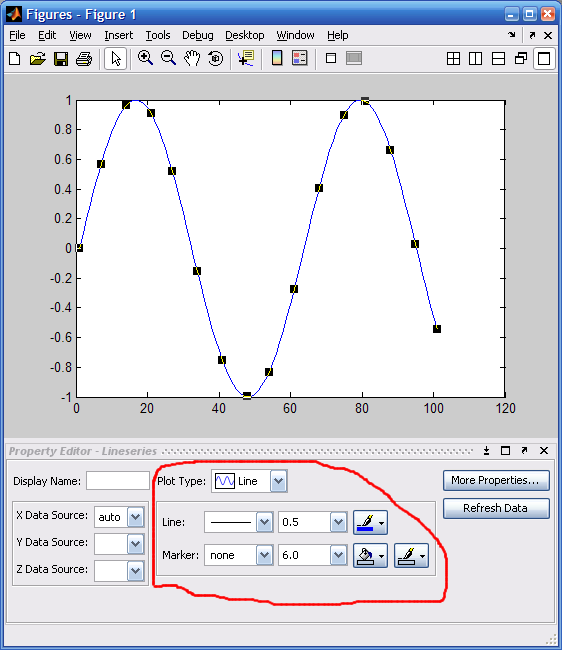 Figures - Figure 1
File Edit View Insert Tools Debug Desktop Window Help
1
0.8
0.6
0.4
0.2
0
-0.2
-0.4
-0.6
-0.8
-1
0 20 40 60 80 100 120
Property Editor - Lineseries
Display Name:
Plot Type: Line
More Properties...
X Data Source: auto
Y Data Source:
Z Data Source:
Line: 0.5
Marker: none 6.0
Refresh Data